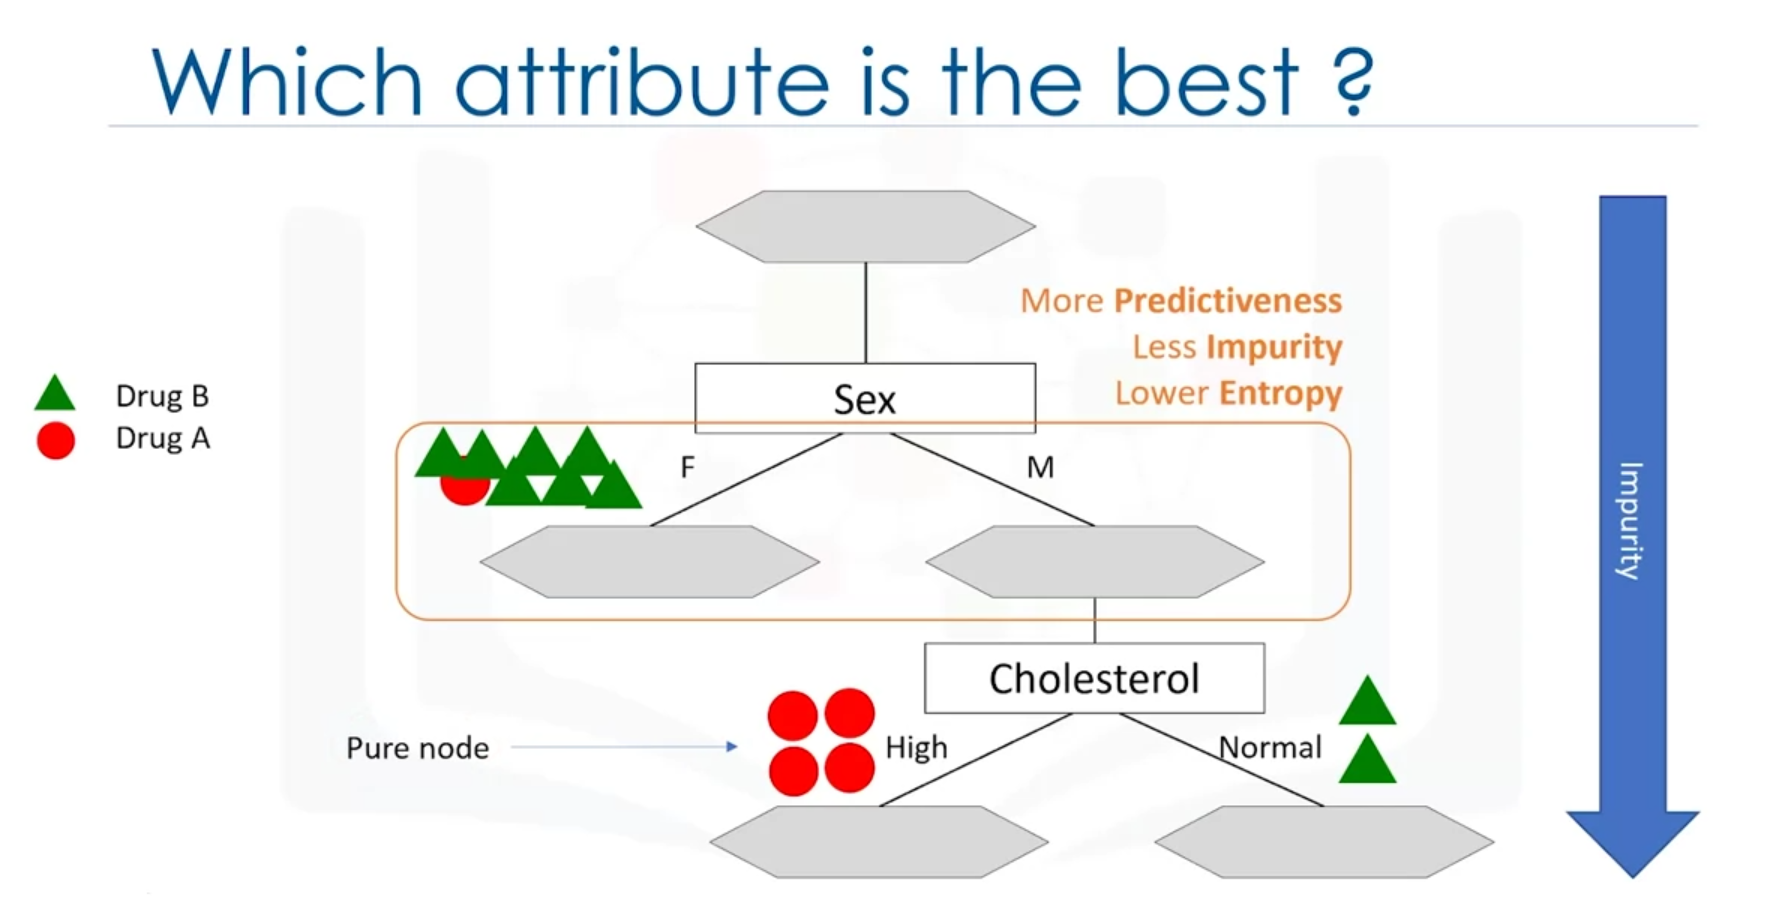 Which attribute is the best ?
More Predictiveness
Less Impurity
Lower Entropy
Drug B
Drug A
Sex
F
M
Cholesterol
Pure node
High
Normal
Impurity